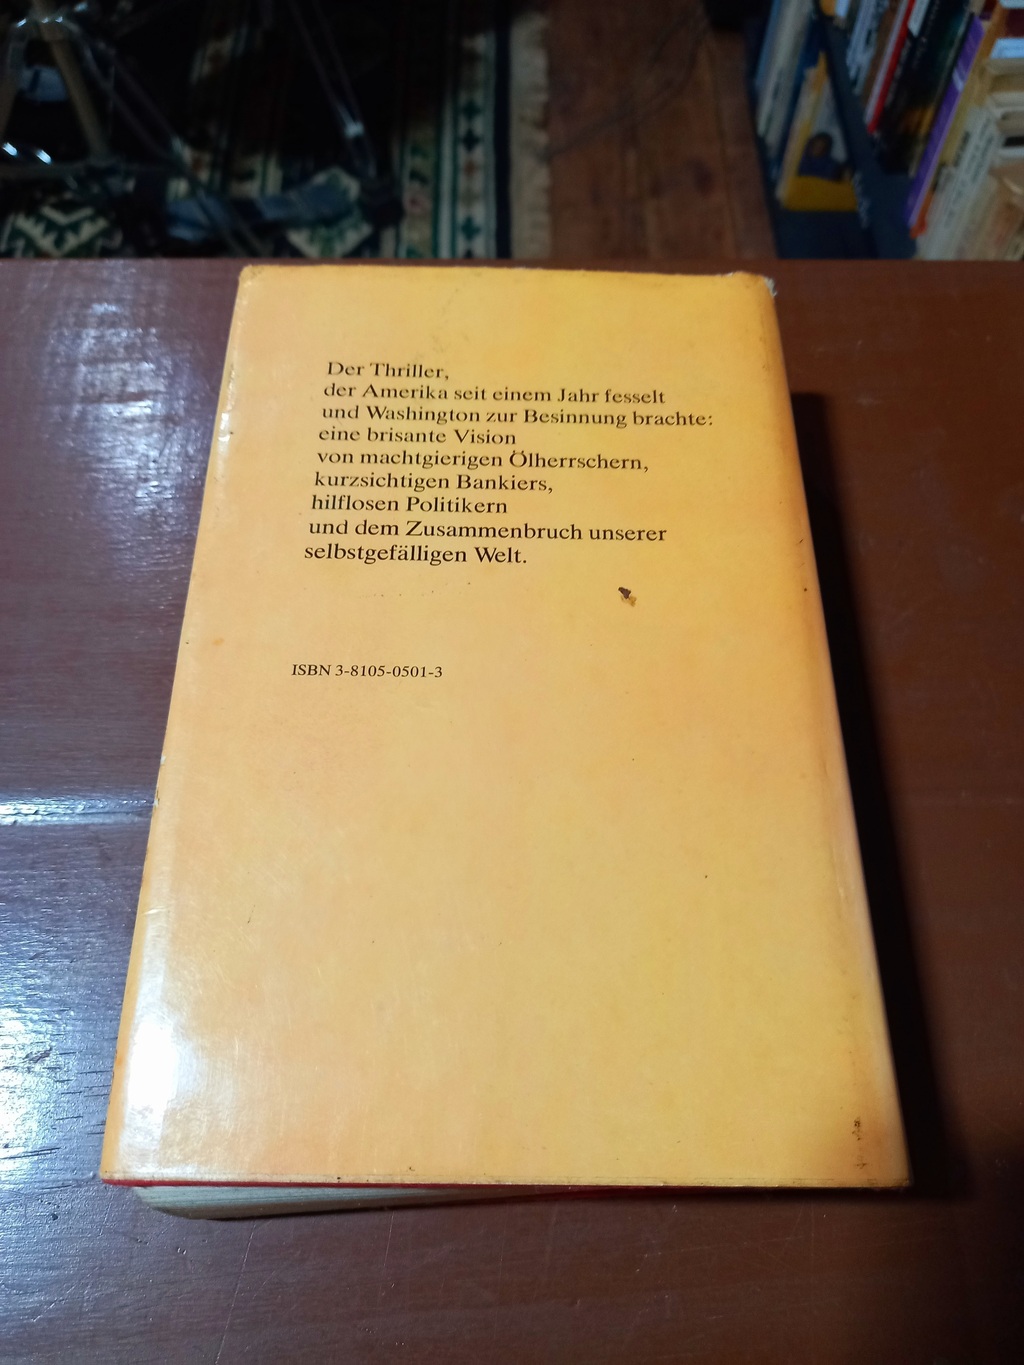 Der Thriller,
der Amerika seit einem Jahr fesselt
und Washington zur Besinnung brachte:
eine brisante Vision
von machtgierigen Ölherrschern,
kurzsichtigen Bankiers,
hilflosen Politikern
und dem Zusammenbruch unserer
selbstgefälligen Welt.
ISBN 3-8105-0501-3